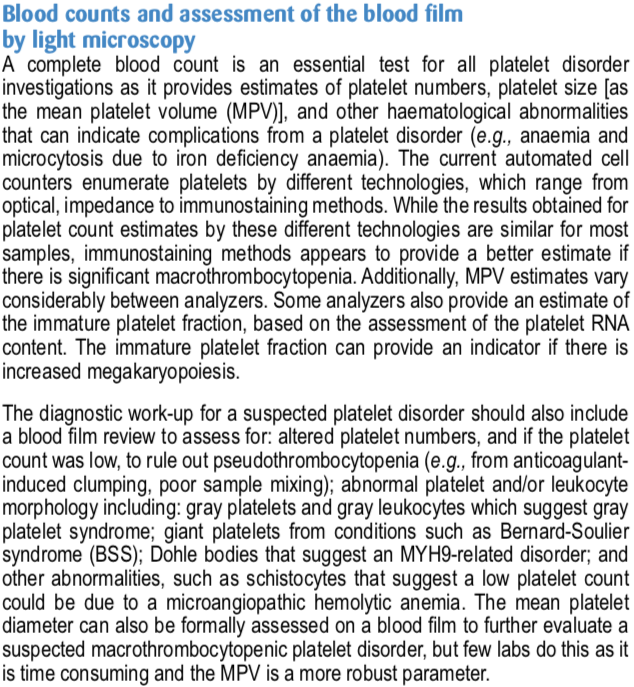 Blood counts and assessment of the blood film
by light microscopy
A complete blood count is an essential test for all platelet disorder
investigations as it provides estimates of platelet numbers, platelet size [as
the mean platelet volume (MPV)], and other haematological abnormalities
that can indicate complications from a platelet disorder (e.g., anaemia and
microcytosis due to iron deficiency anaemia). The current automated cell
counters enumerate platelets by different technologies, which range from
optical, impedance to immunostaining methods. While the results obtained for
platelet count estimates by these different technologies are similar for most
samples, immunostaining methods appears to provide a better estimate if
there is significant macrothrombocytopenia. Additionally, MPV estimates vary
considerably between analyzers. Some analyzers also provide an estimate of
the immature platelet fraction, based on the assessment of the platelet RNA
content. The immature platelet fraction can provide an indicator if there is
increased megakaryopoiesis.
The diagnostic work-up for a suspected platelet disorder should also include
a blood film review to assess for: altered platelet numbers, and if the platelet
count was low, to rule out pseudothrombocytopenia (e.g., from anticoagulant-
induced clumping, poor sample mixing); abnormal platelet and/or leukocyte
morphology including: gray platelets and gray leukocytes which suggest gray
platelet syndrome; giant platelets from conditions such as Bernard-Soulier
syndrome (BSS); Dohle bodies that suggest an MYH9-related disorder; and
other abnormalities, such as schistocytes that suggest a low platelet count
could be due to a microangiopathic hemolytic anemia. The mean platelet
diameter can also be formally assessed on a blood film to further evaluate a
suspected macrothrombocytopenic platelet disorder, but few labs do this as it
is time consuming and the MPV is a more robust parameter.